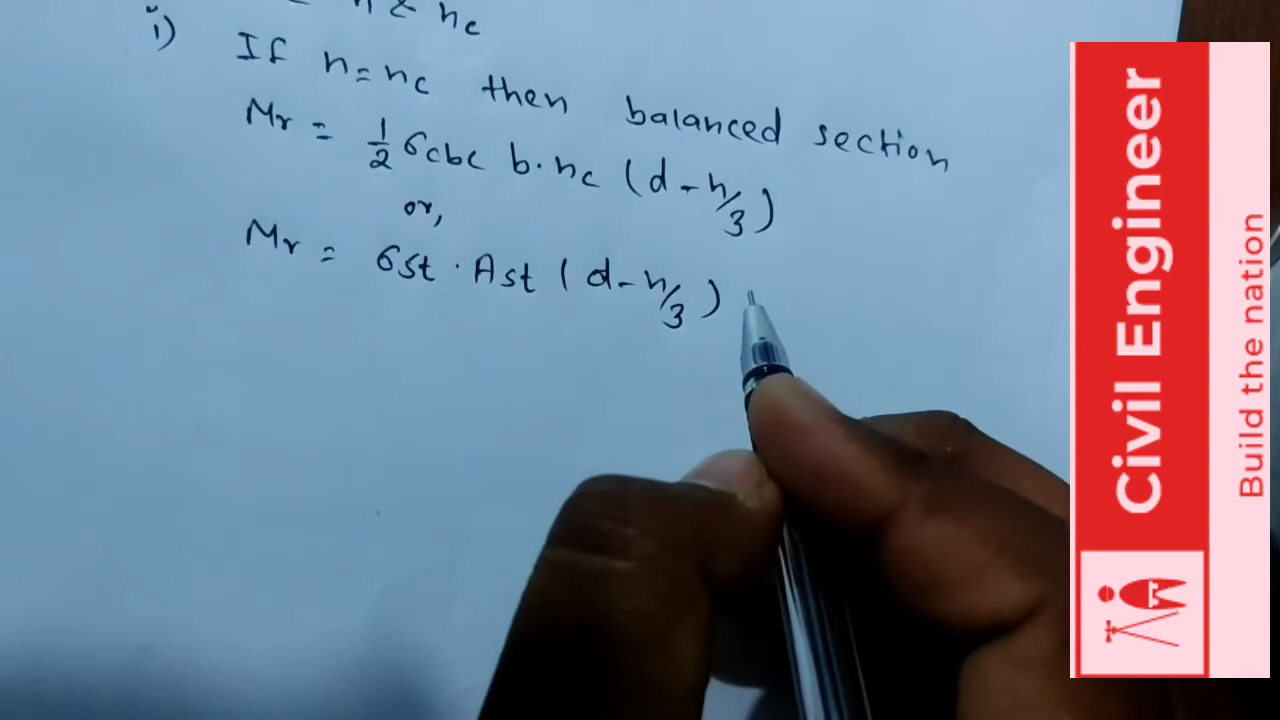 n & nc
i) If n = nc then balanced section
Mr = 1/2 σcbc b. nc (d - n/3)
or,
Mr = σst . Ast (d - n/3)
Civil Engineer
Build the nation